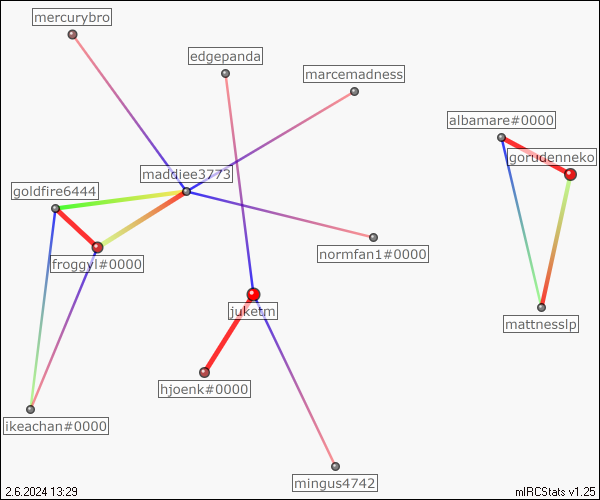 mercurybro
edgepanda
marcemadness
albamare#0000
gorudenneko
maddiee3773
goldfire6444
normfan1#0000
froggyl#0000
juketm
mattnesslp
hjoenk#0000
ikeachan#0000
mingus4742
2.6.2024 13:29
mIRCStats v1.25